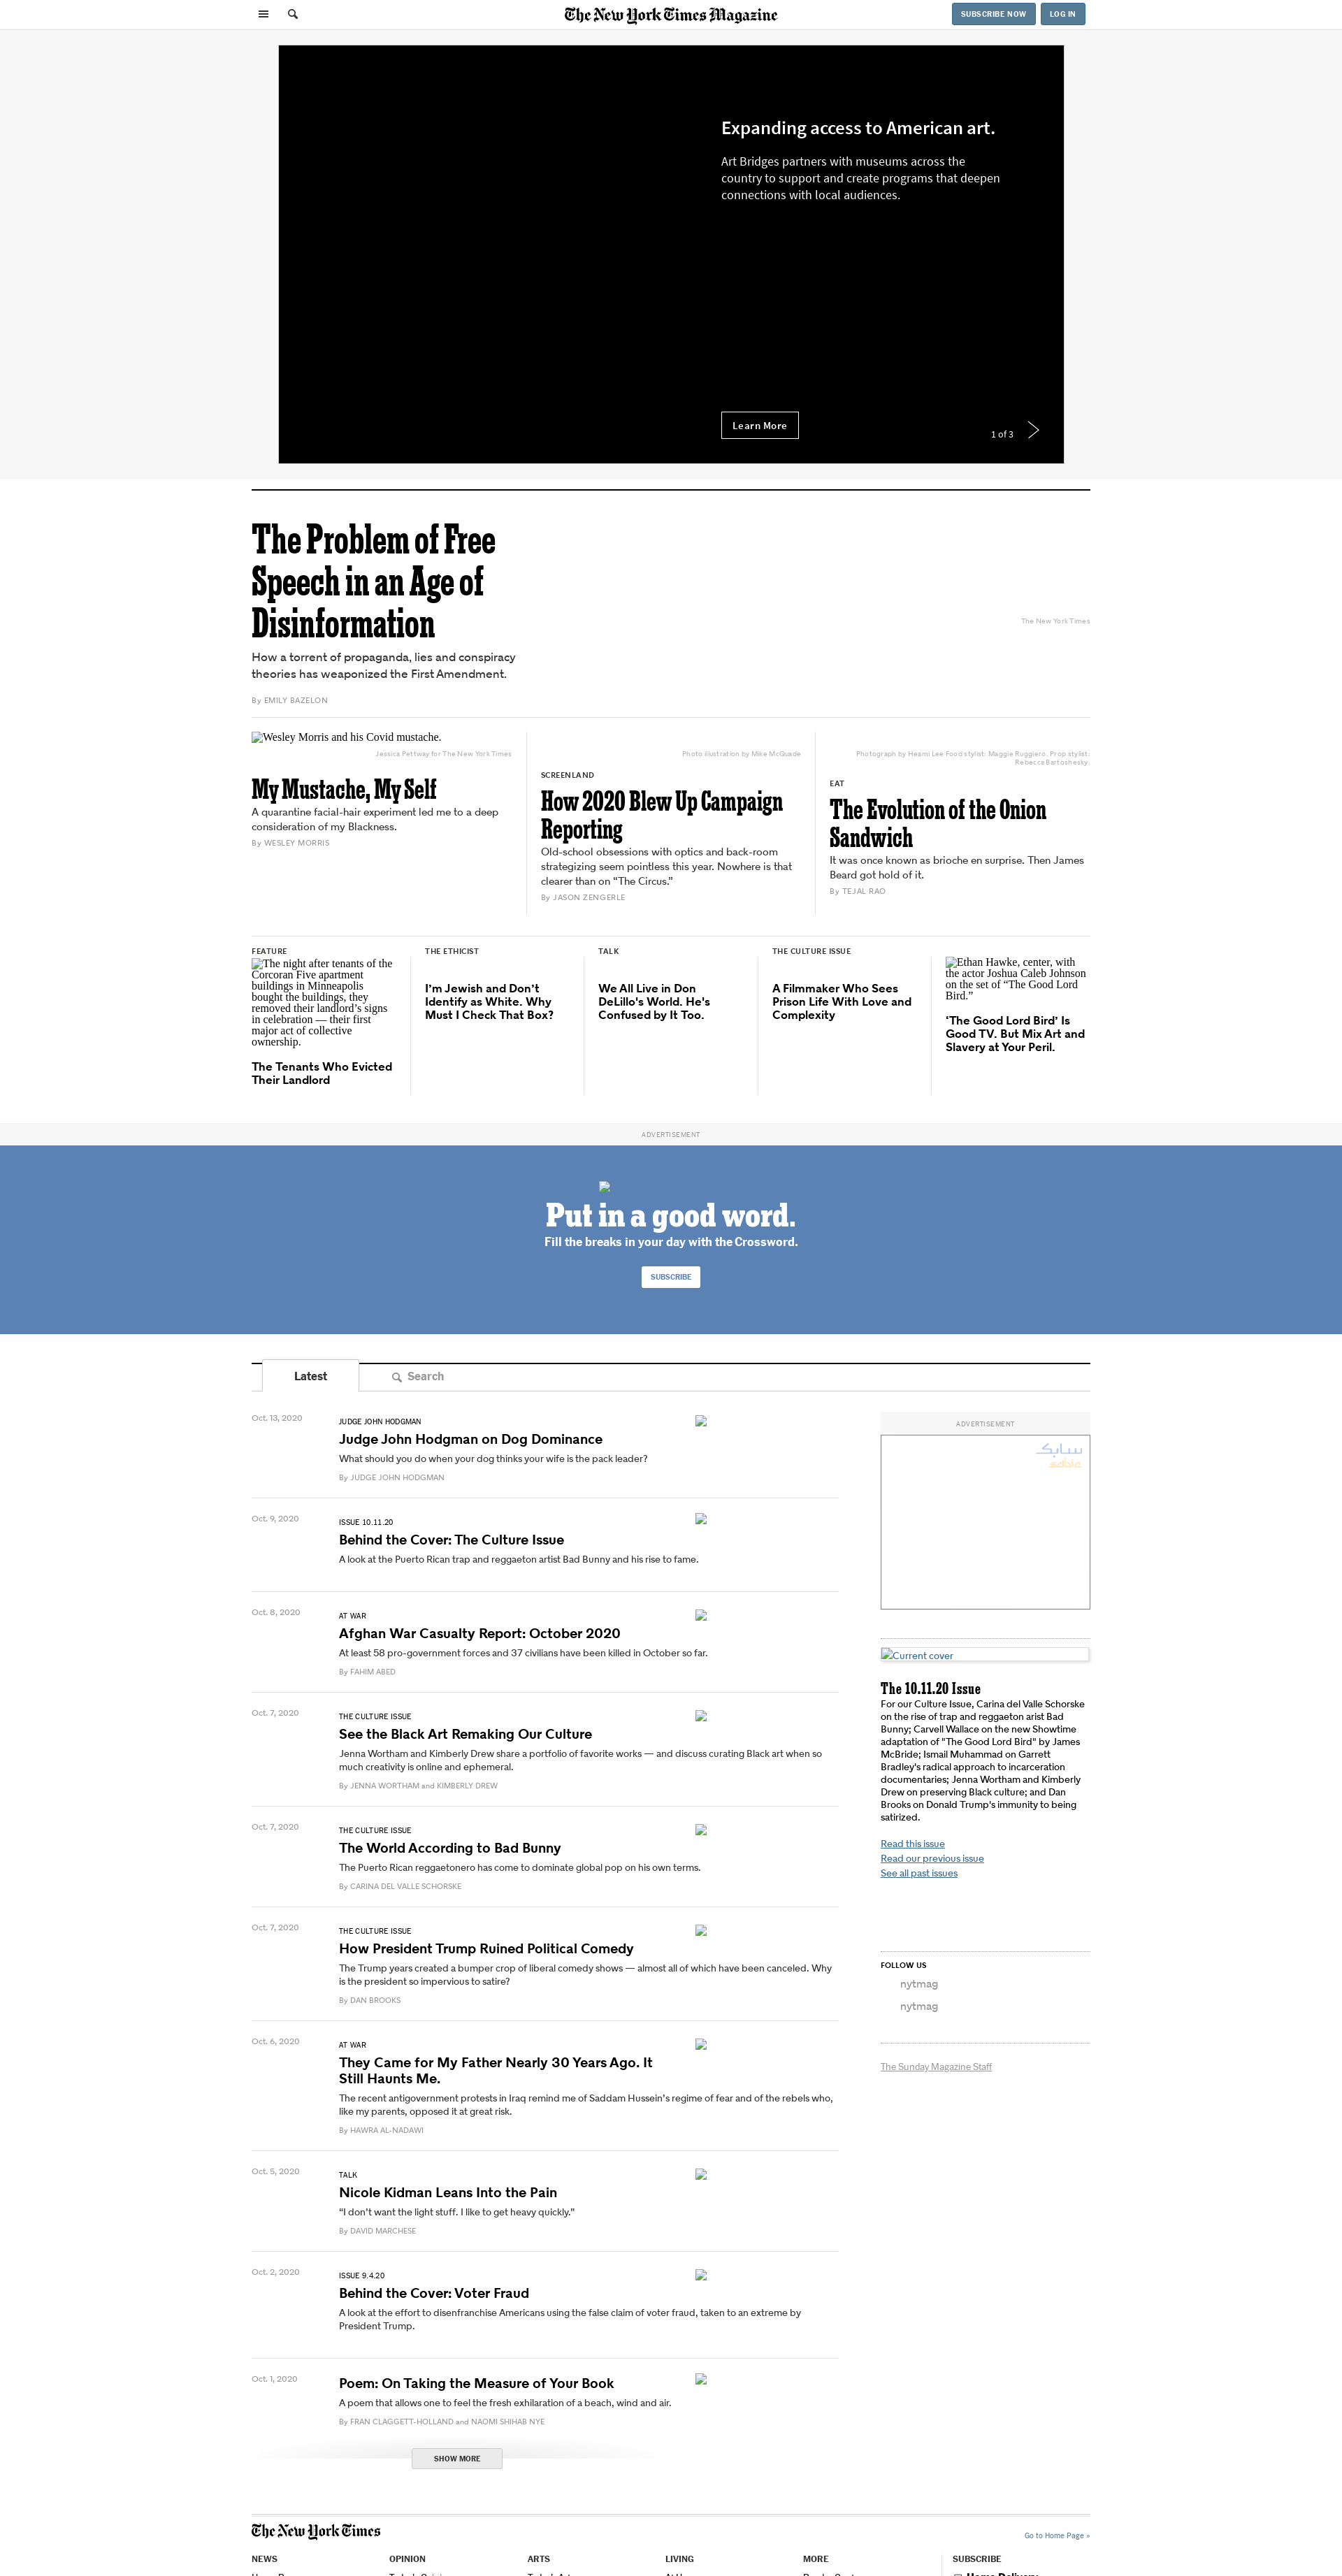 The New York Times Magazine
SUBSCRIBE NOW
LOG IN
Expanding access to American art.
Art Bridges partners with museums across the
country to support and create programs that deepen
connections with local audiences.
Learn More
1 of 3
The Problem of Free
Speech in an Age of
Disinformation
How a torrent of propaganda, lies and conspiracy
theories has weaponized the First Amendment.
By EMILY BAZELON
The New York Times
Wesley Morris and his Covid mustache.
Jessica Pettway for The New York Times
My Mustache, My Self
A quarantine facial-hair experiment led me to a deep
consideration of my Blackness.
By WESLEY MORRIS
Photo illustration by Mike McQuade
SCREENLAND
How 2020 Blew Up Campaign
Reporting
Old-school obsessions with optics and back-room
strategizing seem pointless this year. Nowhere is that
clearer than on “The Circus.”
By JASON ZENGERLE
Photograph by Heami Lee Food stylist: Maggie Ruggiero. Prop stylist:
Rebecca Bartoshesky.
EAT
The Evolution of the Onion
Sandwich
It was once known as brioche en surprise. Then James
Beard got hold of it.
By TEJAL RAO
FEATURE
The night after tenants of the
Corcoran Five apartment
buildings in Minneapolis
bought the buildings, they
removed their landlord’s signs
in celebration — their first
major act of collective
ownership.
The Tenants Who Evicted
Their Landlord
THE ETHICIST
I’m Jewish and Don’t
Identify as White. Why
Must I Check That Box?
TALK
We All Live in Don
DeLillo's World. He's
Confused by It Too.
THE CULTURE ISSUE
A Filmmaker Who Sees
Prison Life With Love and
Complexity
Ethan Hawke, center, with
the actor Joshua Caleb Johnson
on the set of “The Good Lord
Bird.”
‘The Good Lord Bird’ Is
Good TV. But Mix Art and
Slavery at Your Peril.
ADVERTISEMENT
Put in a good word.
Fill the breaks in your day with the Crossword.
SUBSCRIBE
Latest
Search
Oct. 13, 2020
JUDGE JOHN HODGMAN
Judge John Hodgman on Dog Dominance
What should you do when your dog thinks your wife is the pack leader?
By JUDGE JOHN HODGMAN
Oct. 9, 2020
ISSUE 10.11.20
Behind the Cover: The Culture Issue
A look at the Puerto Rican trap and reggaeton artist Bad Bunny and his rise to fame.
Oct. 8, 2020
AT WAR
Afghan War Casualty Report: October 2020
At least 58 pro-government forces and 37 civilians have been killed in October so far.
By FAHIM ABED
Oct. 7, 2020
THE CULTURE ISSUE
See the Black Art Remaking Our Culture
Jenna Wortham and Kimberly Drew share a portfolio of favorite works — and discuss curating Black art when so
much creativity is online and ephemeral.
By JENNA WORTHAM and KIMBERLY DREW
Oct. 7, 2020
THE CULTURE ISSUE
The World According to Bad Bunny
The Puerto Rican reggaetonero has come to dominate global pop on his own terms.
By CARINA DEL VALLE SCHORSKE
Oct. 7, 2020
THE CULTURE ISSUE
How President Trump Ruined Political Comedy
The Trump years created a bumper crop of liberal comedy shows — almost all of which have been canceled. Why
is the president so impervious to satire?
By DAN BROOKS
Oct. 6, 2020
AT WAR
They Came for My Father Nearly 30 Years Ago. It
Still Haunts Me.
The recent antigovernment protests in Iraq remind me of Saddam Hussein’s regime of fear and of the rebels who,
like my parents, opposed it at great risk.
By HAWRA AL-NADAWI
Oct. 5, 2020
TALK
Nicole Kidman Leans Into the Pain
“I don’t want the light stuff. I like to get heavy quickly.”
By DAVID MARCHESE
Oct. 2, 2020
ISSUE 9.4.20
Behind the Cover: Voter Fraud
A look at the effort to disenfranchise Americans using the false claim of voter fraud, taken to an extreme by
President Trump.
Oct. 1, 2020
Poem: On Taking the Measure of Your Book
A poem that allows one to feel the fresh exhilaration of a beach, wind and air.
By FRAN CLAGGETT-HOLLAND and NAOMI SHIHAB NYE
SHOW MORE
ADVERTISEMENT
سابك
sabic
Current cover
The 10.11.20 Issue
For our Culture Issue, Carina del Valle Schorske
on the rise of trap and reggaeton arist Bad
Bunny; Carvell Wallace on the new Showtime
adaptation of "The Good Lord Bird" by James
McBride; Ismail Muhammad on Garrett
Bradley's radical approach to incarceration
documentaries; Jenna Wortham and Kimberly
Drew on preserving Black culture; and Dan
Brooks on Donald Trump's immunity to being
satirized.
Read this issue
Read our previous issue
See all past issues
FOLLOW US
nytmag
nytmag
The Sunday Magazine Staff
The New York Times
Go to Home Page »
NEWS
OPINION
ARTS
LIVING
MORE
SUBSCRIBE